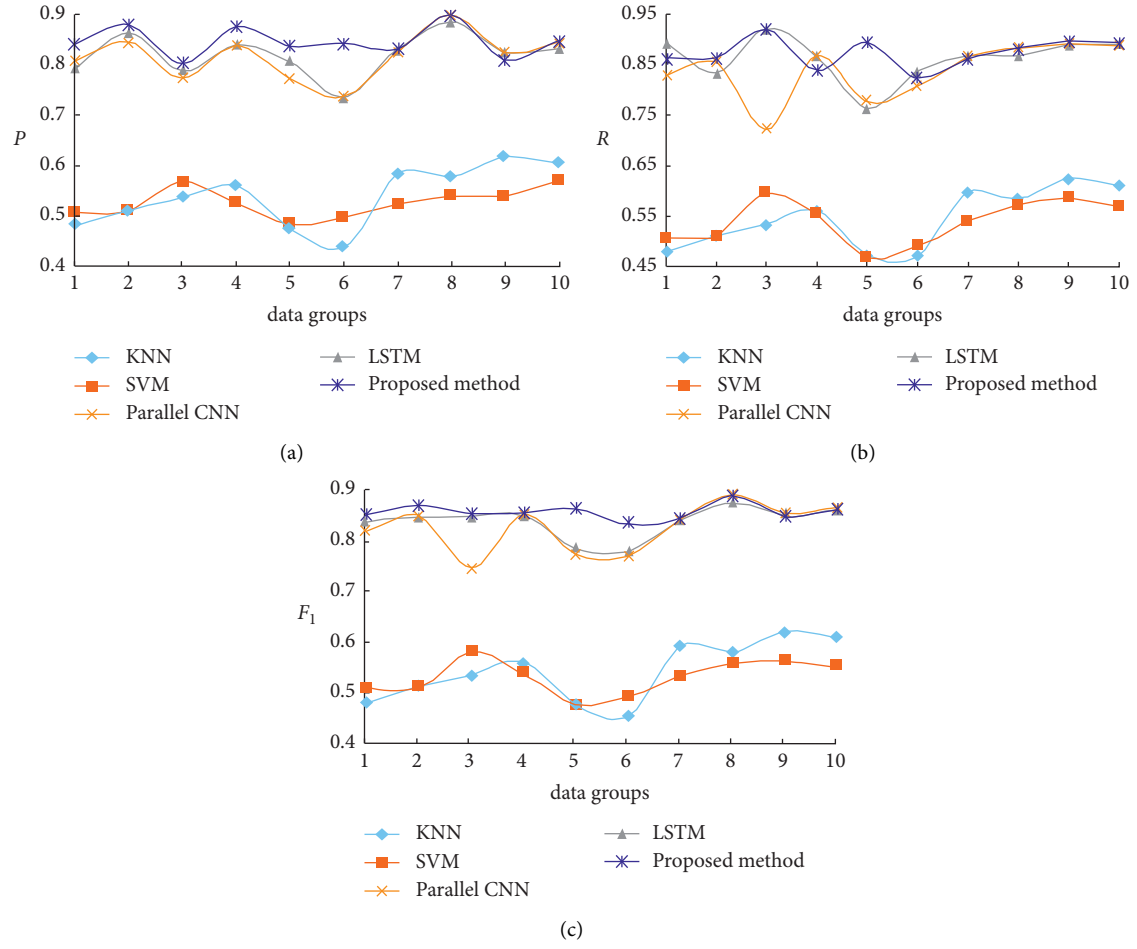 0.9
0.8
0.7
P
0.6
0.5
0.4
1 2 3 4 5 6 7 8 9 10
data groups
KNN
SVM
Parallel CNN
LSTM
Proposed method
(a)
0.95
0.85
0.75
R
0.65
0.55
0.45
1 2 3 4 5 6 7 8 9 10
data groups
KNN
SVM
Parallel CNN
LSTM
Proposed method
(b)
0.9
0.8
0.7
F1
0.6
0.5
0.4
1 2 3 4 5 6 7 8 9 10
data groups
KNN
SVM
Parallel CNN
LSTM
Proposed method
(c)